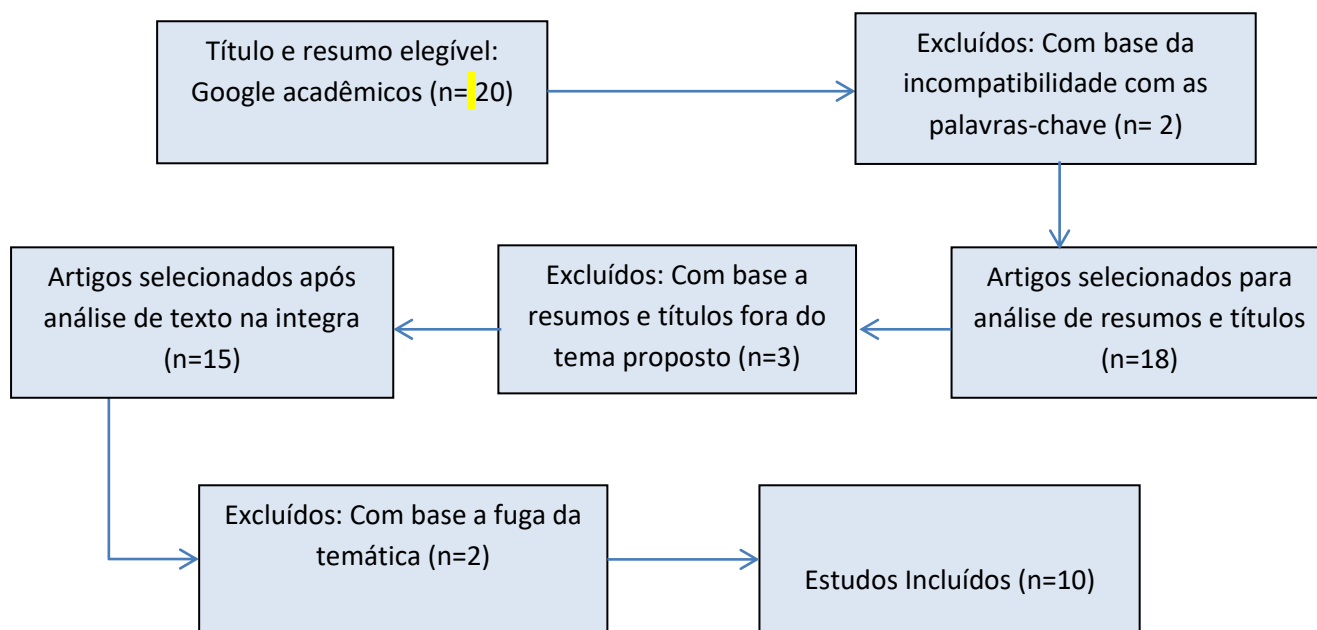 Título e resumo elegível:
Google acadêmicos (n= 20)
Excluídos: Com base da
incompatibilidade com as
palavras-chave (n= 2)
Artigos selecionados para
análise de resumos e títulos
(n=18)
Excluídos: Com base a
resumos e títulos fora do
tema proposto (n=3)
Artigos selecionados após
análise de texto na integra
(n=15)
Excluídos: Com base a fuga da
temática (n=2)
Estudos Incluídos (n=10)